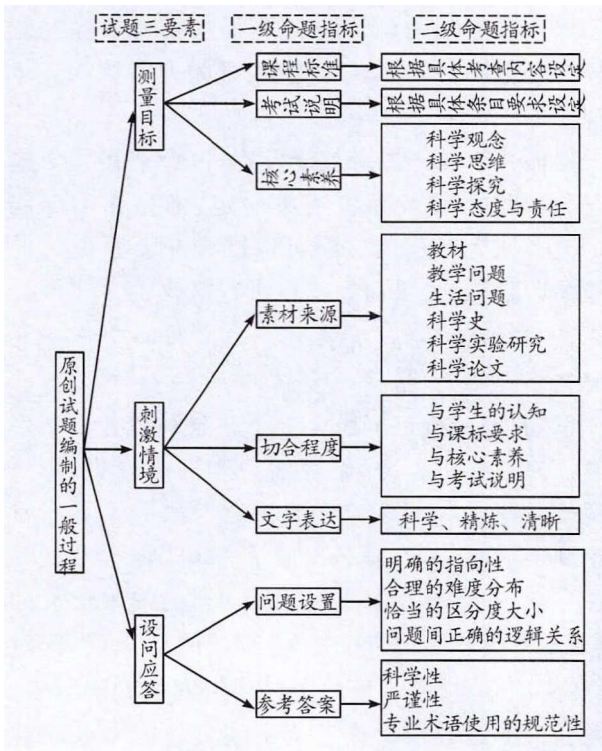 试题三要素 一级命题指标 二级命题指标
原创试题编制的一般过程
测量目标
课程标准
根据具体考查内容设定
考试说明
根据具体条目要求设定
核心素养
科学观念
科学思维
科学探究
科学态度与责任
刺激情境
素材来源
教材
教学问题
生活问题
科学史
科学实验研究
科学论文
切合程度
与学生的认知
与课标要求
与核心素养
与考试说明
文字表达
科学、精炼、清晰
设问应答
问题设置
明确的指向性
合理的难度分布
恰当的区分度大小
问题间正确的逻辑关系
参考答案
科学性
严谨性
专业术语使用的规范性